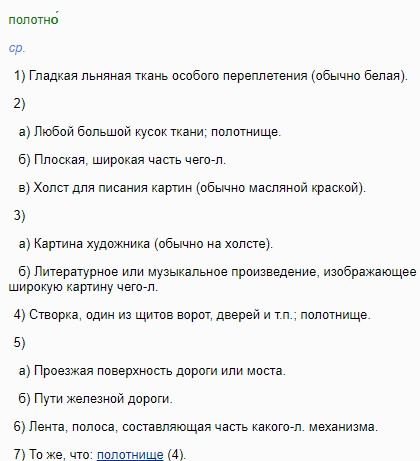 полотно́
ср.
1) Гладкая льняная ткань особого переплетения (обычно белая).
2)
а) Любой большой кусок ткани; полотнище.
б) Плоская, широкая часть чего-л.
в) Холст для писания картин (обычно масляной краской).
3)
а) Картина художника (обычно на холсте).
б) Литературное или музыкальное произведение, изображающее
широкую картину чего-л.
4) Створка, один из щитов ворот, дверей и т.п.; полотнище.
5)
а) Проезжая поверхность дороги или моста.
б) Пути железной дороги.
6) Лента, полоса, составляющая часть какого-л. механизма.
7) То же, что: полотнище (4).